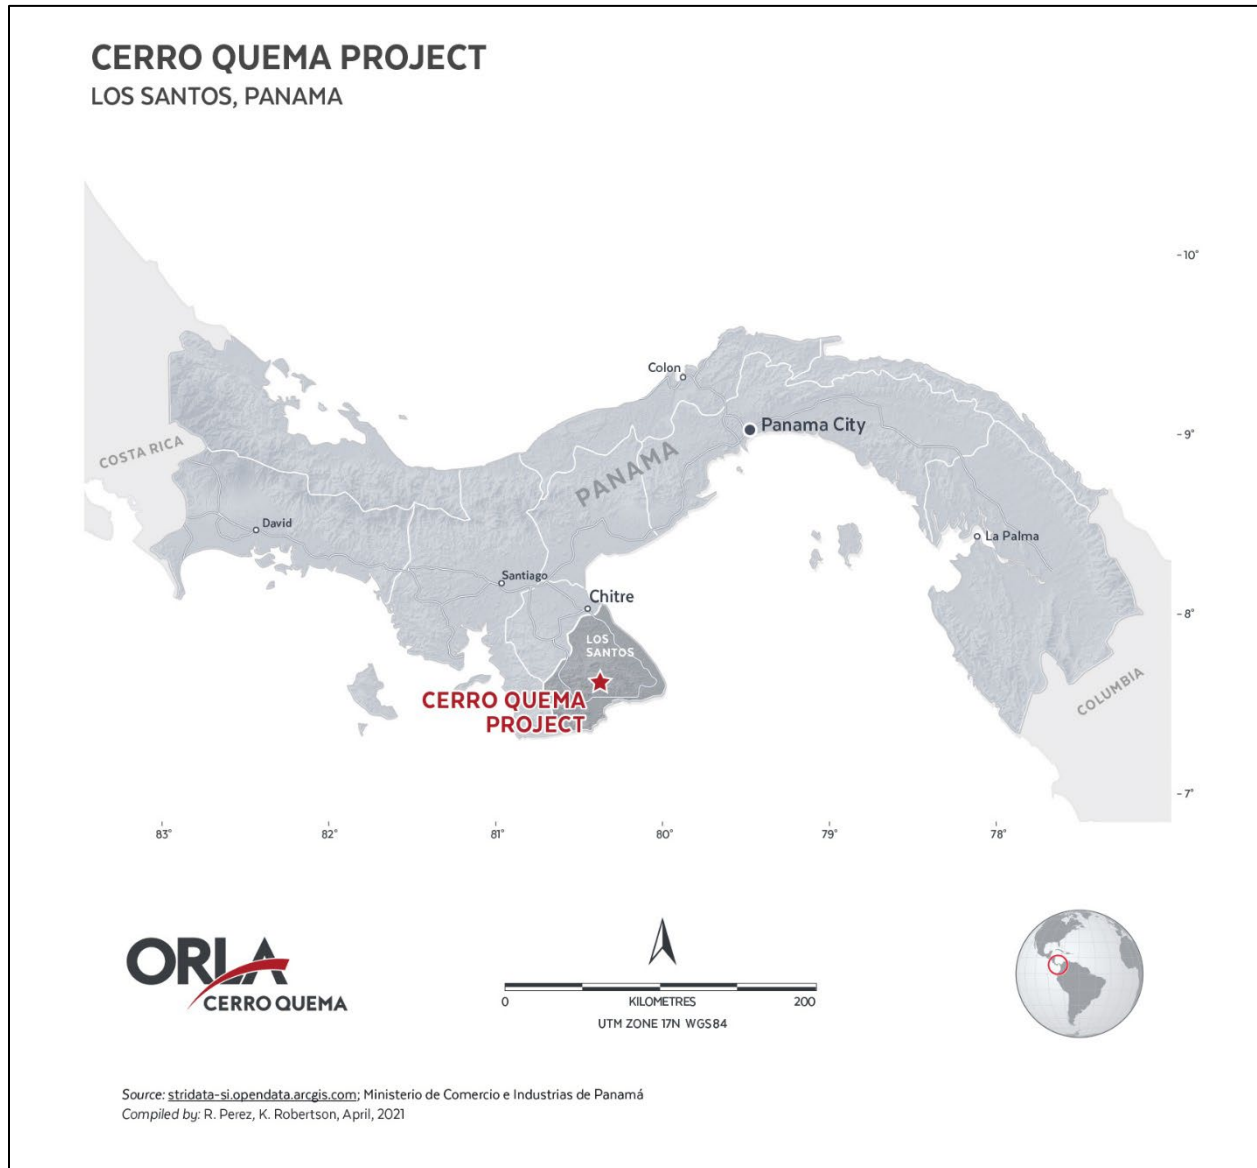 CERRO QUEMA PROJECT
LOS SANTOS, PANAMA
-10°
Colon
Panama City
PANAMA
-9°
COSTA RICA
David
La Palma
Santiago
Chitre
-8°
LOS
SANTOS
CERRO QUEMA
PROJECT
COLUMBIA
-7°
83°
82°
81°
80°
79°
78°
ORLA
CERRO QUEMA
0
KILOMETRES
200
UTM ZONE 17N WGS84
Source: stridata-si.opendata.arcgis.com; Ministerio de Comercio e Industrias de Panamá
Compiled by: R. Perez, K. Robertson, April, 2021